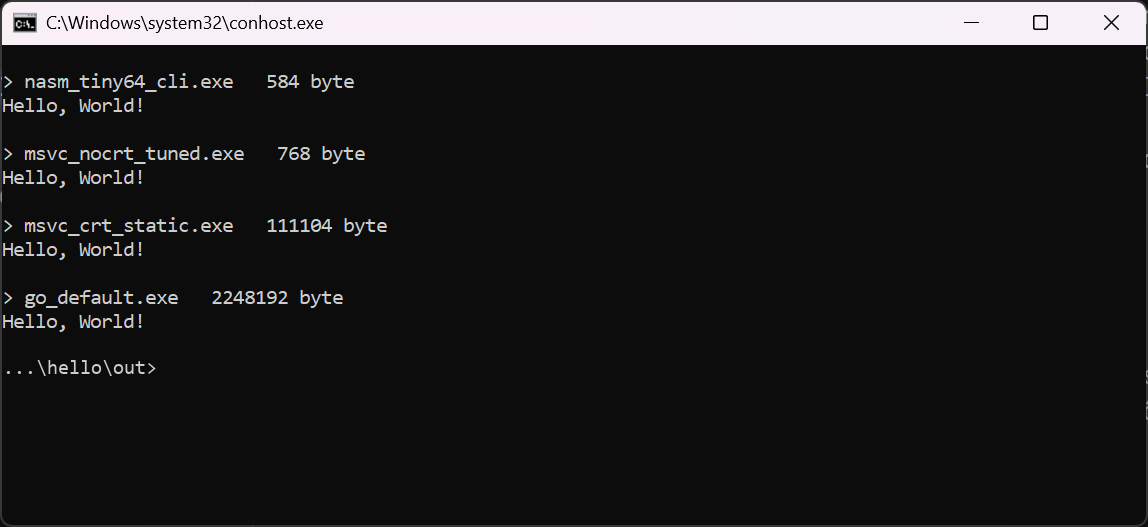 C:\Windows\system32\conhost.exe
> nasm_tiny64_cli.exe   584 byte
Hello, World!
> msvc_nocrt_tuned.exe   768 byte
Hello, World!
> msvc_crt_static.exe   111104 byte
Hello, World!
> go_default.exe   2248192 byte
Hello, World!
...\hello\out>